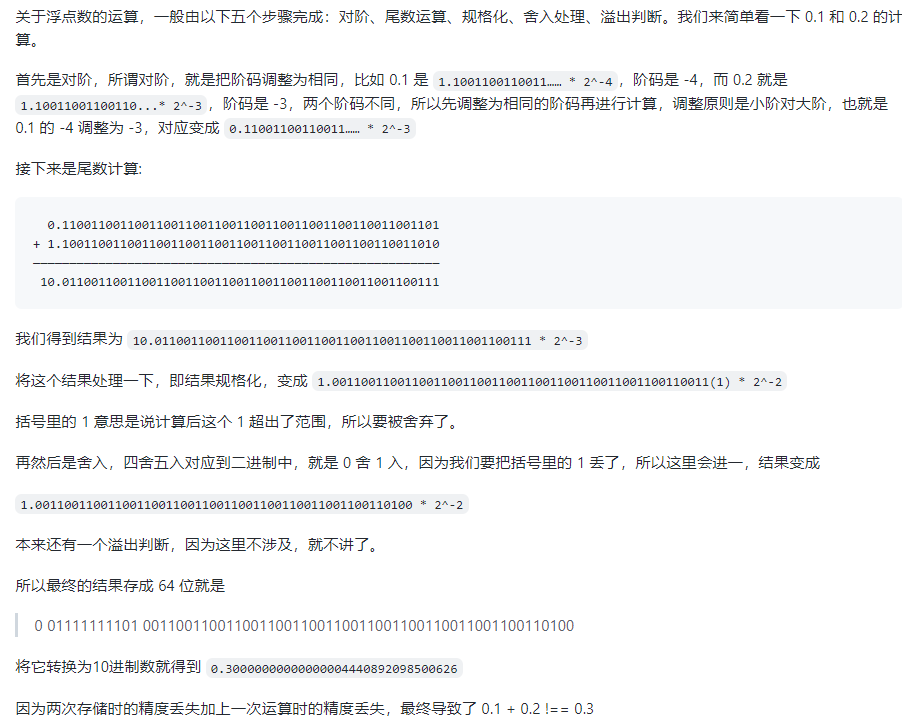 关于浮点数的运算，一般由以下五个步骤完成：对阶、尾数运算、规格化、舍入处理、溢出判断。我们来简单看一下 0.1 和 0.2 的计
算。
首先是对阶，所谓对阶，就是把阶码调整为相同，比如 0.1 是 1.1001100110011…… * 2^-4，阶码是 -4，而 0.2 就是
1.10011001100110...* 2^-3，阶码是 -3，两个阶码不同，所以先调整为相同的阶码再进行计算，调整原则是小阶对大阶，也就是
0.1 的 -4 调整为 -3，对应变成 0.11001100110011…… * 2^-3
接下来是尾数计算:
0.1100110011001100110011001100110011001100110011001101
+ 1.1001100110011001100110011001100110011001100110011010
————————————————————————————————————————————————————————
10.0110011001100110011001100110011001100110011001100111
我们得到结果为 10.0110011001100110011001100110011001100110011001100111 * 2^-3
将这个结果处理一下，即结果规格化，变成 1.0011001100110011001100110011001100110011001100110011(1) * 2^-2
括号里的 1 意思是说计算后这个 1 超出了范围，所以要被舍弃了。
再然后是舍入，四舍五入对应到二进制中，就是 0 舍 1 入，因为我们要把括号里的 1 丢了，所以这里会进一，结果变成
1.0011001100110011001100110011001100110011001100110100 * 2^-2
本来还有一个溢出判断，因为这里不涉及，就不讲了。
所以最终的结果存成 64 位就是
0 01111111101 0011001100110011001100110011001100110011001100110100
将它转换为10进制数就得到 0.30000000000000004440892098500626
因为两次存储时的精度丢失加上一次运算时的精度丢失，最终导致了 0.1 + 0.2 !== 0.3